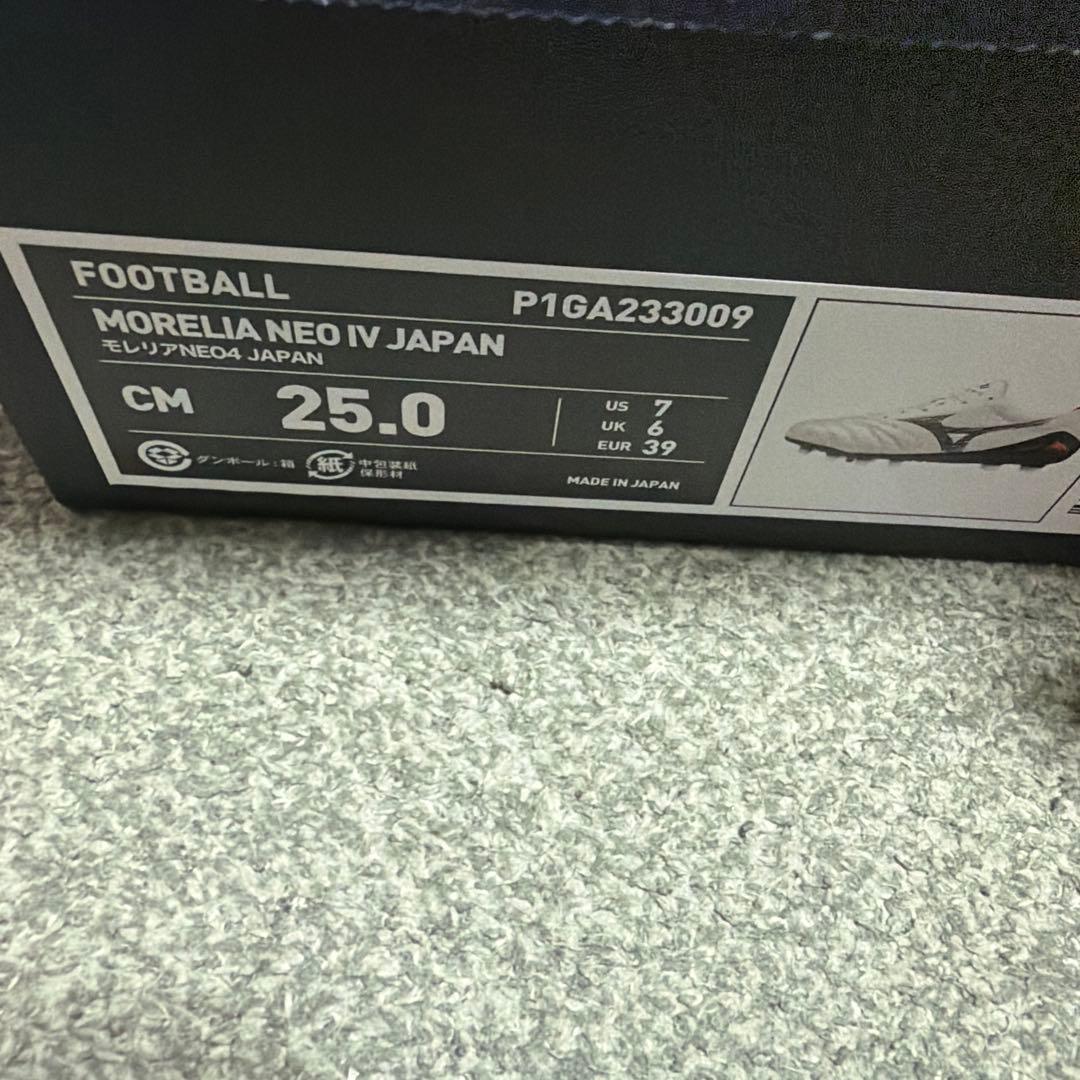 FOOTBALL
P1GA233009
MORELIA NEO IV JAPAN
モレリアNEO4 JAPAN
CM 25.0
US 7
UK 6
EUR 39
ダンボール：箱
紙 中包装紙
保形材
MADE IN JAPAN